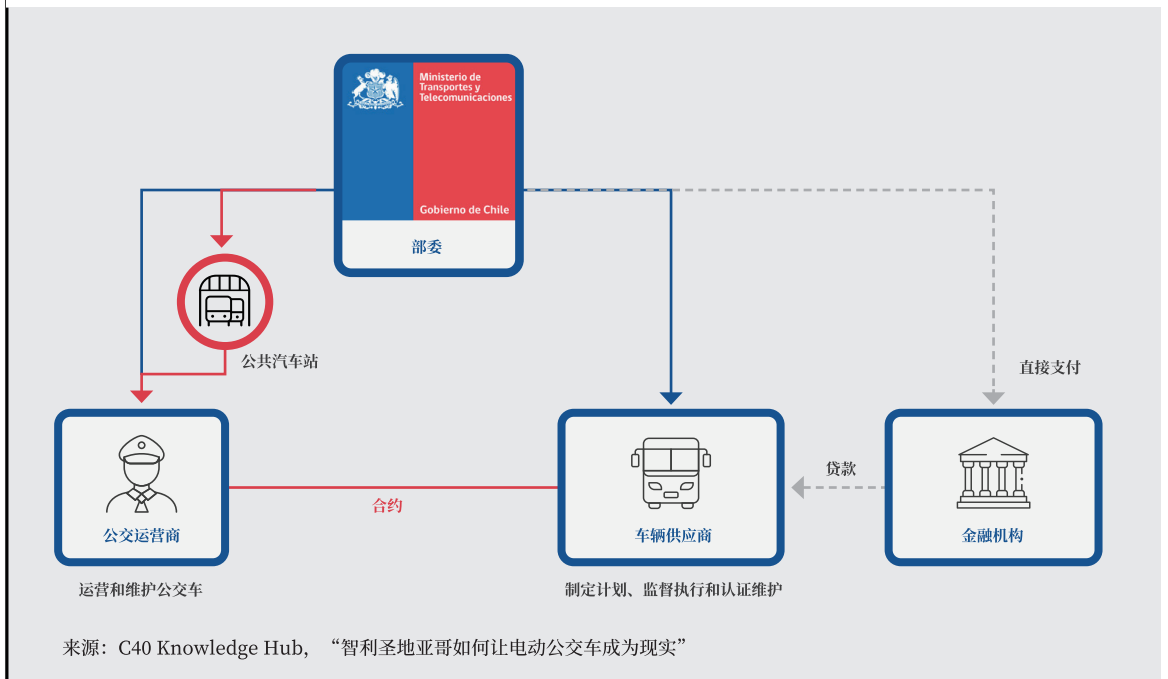 Ministerio de
Transportes y
Telecomunicaciones
Gobierno de Chile
部委
公共汽车站
直接支付
贷款
合约
公交运营商
车辆供应商
金融机构
运营和维护公交车
制定计划、监督执行和认证维护
来源：C40 Knowledge Hub，“智利圣地亚哥如何让电动公交车成为现实”